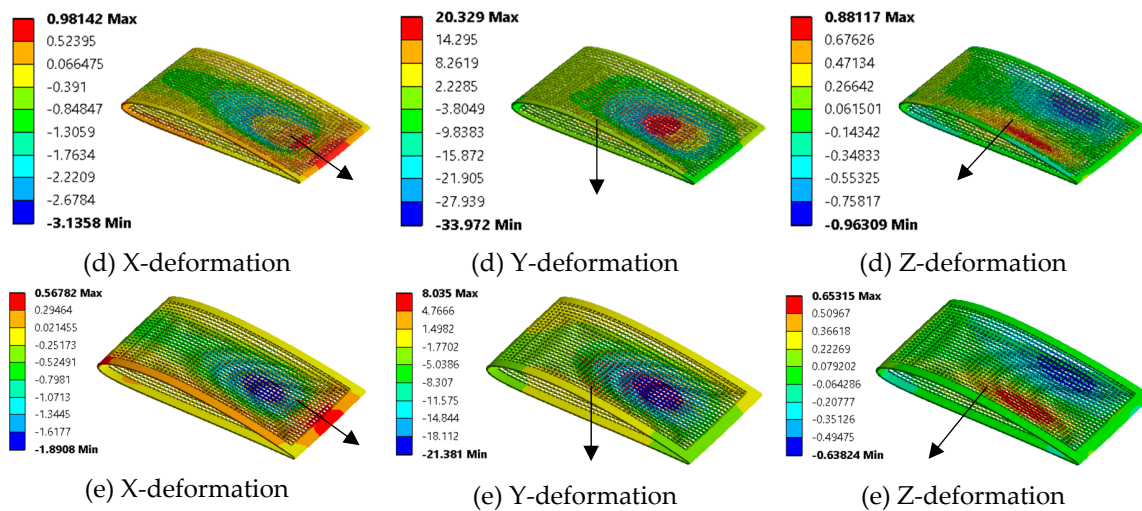 0.98142 Max
0.52395
0.066475
-0.391
-0.84847
-1.3059
-1.7634
-2.2209
-2.6784
-3.1358 Min
20.329 Max
14.295
8.2619
2.2285
-3.8049
-9.8383
-15.872
-21.905
-27.939
-33.972 Min
0.88117 Max
0.67626
0.47134
0.26642
0.061501
-0.14342
-0.34833
-0.55325
-0.75817
-0.96309 Min
(d) X-deformation
(d) Y-deformation
(d) Z-deformation
0.56782 Max
0.29464
0.021455
-0.25173
-0.52491
-0.7981
-1.0713
-1.3445
-1.6177
-1.8908 Min
8.035 Max
4.7666
1.4982
-1.7702
-5.0386
-8.307
-11.575
-14.844
-18.112
-21.381 Min
0.65315 Max
0.50967
0.36618
0.22269
0.079202
-0.064286
-0.20777
-0.35126
-0.49475
-0.63824 Min
(e) X-deformation
(e) Y-deformation
(e) Z-deformation